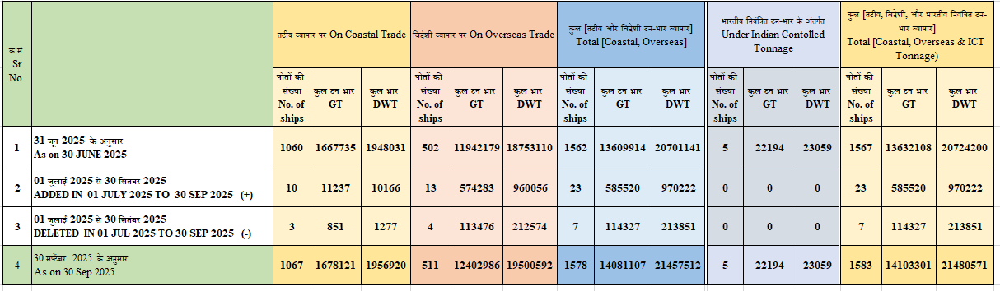 क्र.सं.
Sr
No.
तटीय व्यापार पर On Coastal Trade
विदेशी व्यापार पर On Overseas Trade
कुल [तटीय और विदेशी टन-भार व्यापार]
Total [Coastal, Overseas]
भारतीय नियंत्रित टन-भार के अंतर्गत
Under Indian Contolled
Tonnage
कुल [तटीय, विदेशी, और भारतीय नियंत्रित टन-
भार व्यापार]
Total [Coastal, Overseas & ICT
Tonnage)
पोतों की
संख्या
No. of
ships
कुल टन भार
GT
कुल भार
DWT
पोतों की
संख्या
No. of
ships
कुल टन भार
GT
कुल भार
DWT
पोतों की
संख्या
No. of
ships
कुल टन भार
GT
कुल भार
DWT
पोतों की
संख्या
No. of
ships
कुल टन भार
GT
कुल भार
DWT
पोतों की
संख्या
No. of
ships
कुल टन भार
GT
कुल भार
DWT
1
31 जून 2025 के अनुसार
As on 30 JUNE 2025
1060 1667735 1948031 502 11942179 18753110 1562 13609914 20701141 5 22194 23059 1567 13632108 20724200
2
01 जुलाई 2025 से 30 सितंबर 2025
ADDED IN 01 JULY 2025 TO 30 SEP 2025 (+)
10 11237 10166 13 574283 960056 23 585520 970222 0 0 0 23 585520 970222
3
01 जुलाई 2025 से 30 सितंबर 2025
DELETED IN 01 JUL 2025 TO 30 SEP 2025 (-)
3 851 1277 4 113476 212574 7 114327 213851 0 0 0 7 114327 213851
4
30 सप्टेंबर 2025 के अनुसार
As on 30 Sep 2025
1067 1678121 1956920 511 12402986 19500592 1578 14081107 21457512 5 22194 23059 1583 14103301 21480571